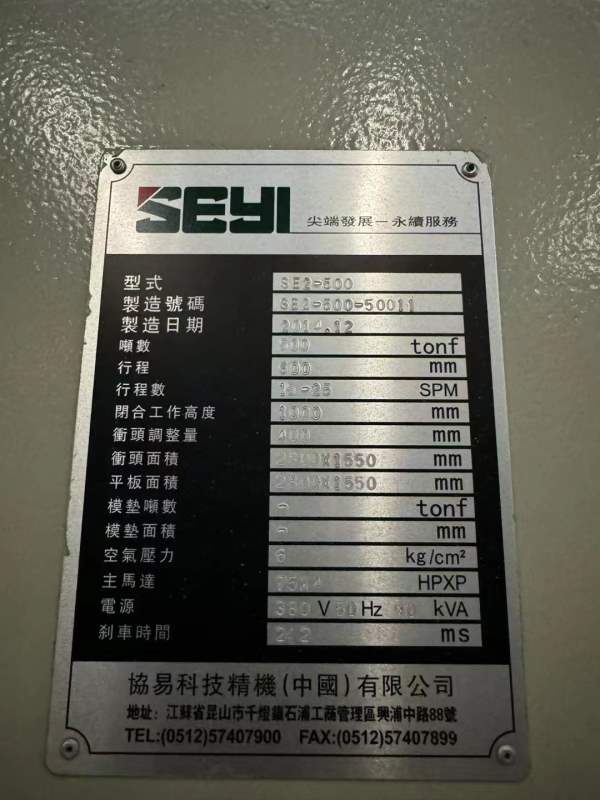 SEYI 尖端發展－永續服務
型式 SE2-500
製造號碼 SE2-500-50011
製造日期 2014.12
噸數 500 tonf
行程 mm
行程數 SPM
閉合工作高度 mm
衝頭調整量 400 mm
衝頭面積 mm
平板面積 mm
模墊噸數 - tonf
模墊面積 - mm
空氣壓力 6 kg/cm²
主馬達 HPXP
電源 380 V 50 Hz kVA
刹車時間 212 ms
協易科技精機(中國)有限公司
地址: 江蘇省昆山市千燈鎮石浦工商管理區興浦中路88號
TEL:(0512)57407900 FAX:(0512)57407899